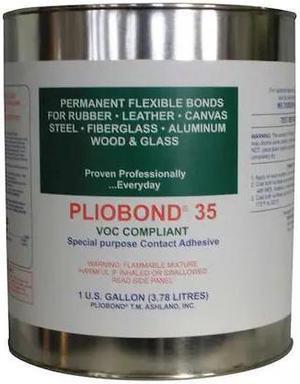 PERMANENT FLEXIBLE BONDS
FOR RUBBER • LEATHER • CANVAS
STEEL • FIBERGLASS • ALUMINUM
WOOD & GLASS
Proven Professionally
...Everyday
PLIOBOND® 35
VOC COMPLIANT
Special purpose Contact Adhesive
WARNING: FLAMMABLE MIXTURE
HARMFUL IF INHALED OR SWALLOWED
READ SIDE PANEL
1 U.S. GALLON (3.78 LITRES)
PLIOBOND® T.M. ASHLAND, INC.